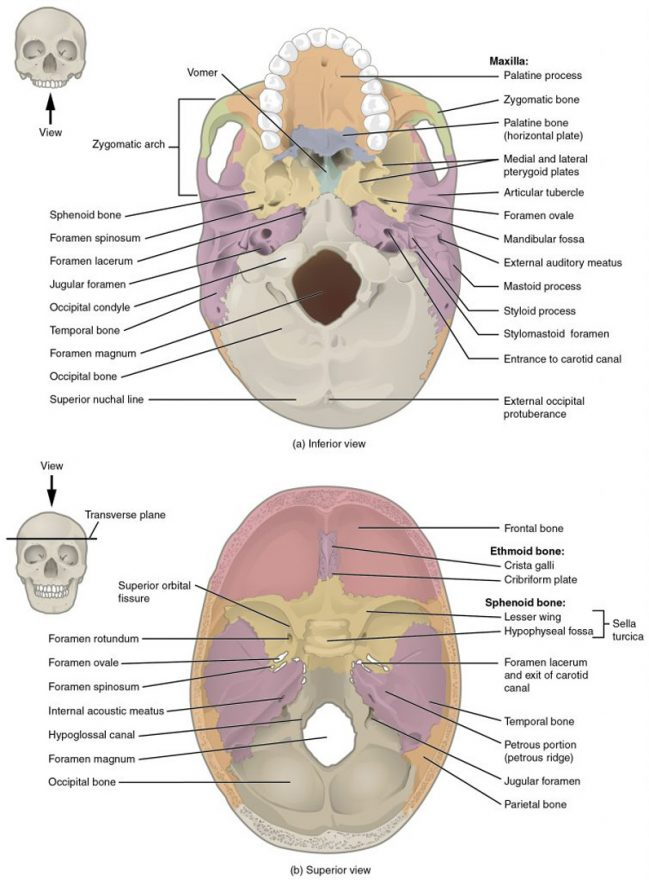 View
Zygomatic arch
Vomer
Sphenoid bone
Foramen spinosum
Foramen lacerum
Jugular foramen
Occipital condyle
Temporal bone
Foramen magnum
Occipital bone
Superior nuchal line
Maxilla:
Palatine process
Zygomatic bone
Palatine bone
(horizontal plate)
Medial and lateral
pterygoid plates
Articular tubercle
Foramen ovale
Mandibular fossa
External auditory meatus
Mastoid process
Styloid process
Stylomastoid foramen
Entrance to carotid canal
External occipital
protuberance
(a) Inferior view
View
Transverse plane
Superior orbital
fissure
Foramen rotundum
Foramen ovale
Foramen spinosum
Internal acoustic meatus
Hypoglossal canal
Foramen magnum
Occipital bone
Frontal bone
Ethmoid bone:
Crista galli
Cribriform plate
Sphenoid bone:
Lesser wing
Hypophyseal fossa
Sella
turcica
Foramen lacerum
and exit of carotid
canal
Temporal bone
Petrous portion
(petrous ridge)
Jugular foramen
Parietal bone
(b) Superior view